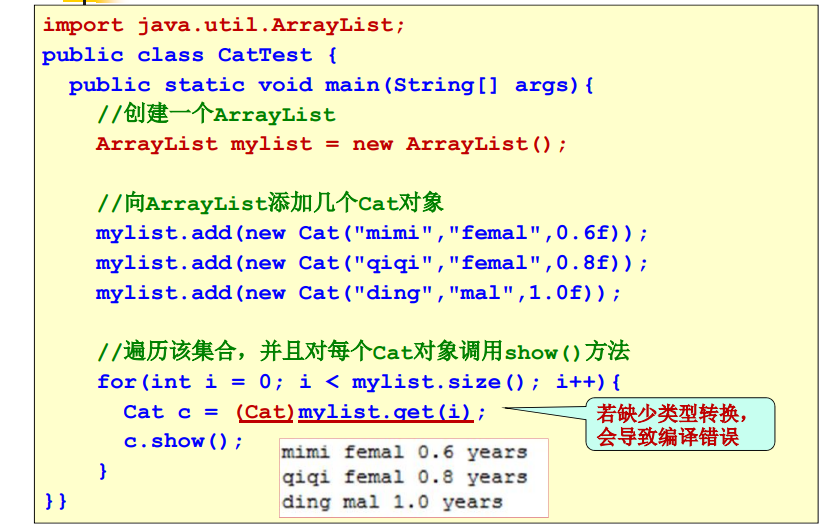 import java.util.ArrayList;
public class CatTest {
public static void main(String[] args){
//创建一个ArrayList
ArrayList mylist = new ArrayList();
//向ArrayList添加几个Cat对象
mylist.add(new Cat("mimi","femal",0.6f));
mylist.add(new Cat("qiqi","femal",0.8f));
mylist.add(new Cat("ding","mal",1.0f));
//遍历该集合，并且对每个Cat对象调用show()方法
for(int i = 0; i < mylist.size(); i++){
Cat c = (Cat)mylist.get(i);
若缺少类型转换，
会导致编译错误
c.show();
}
}}
mimi femal 0.6 years
qiqi femal 0.8 years
ding mal 1.0 years